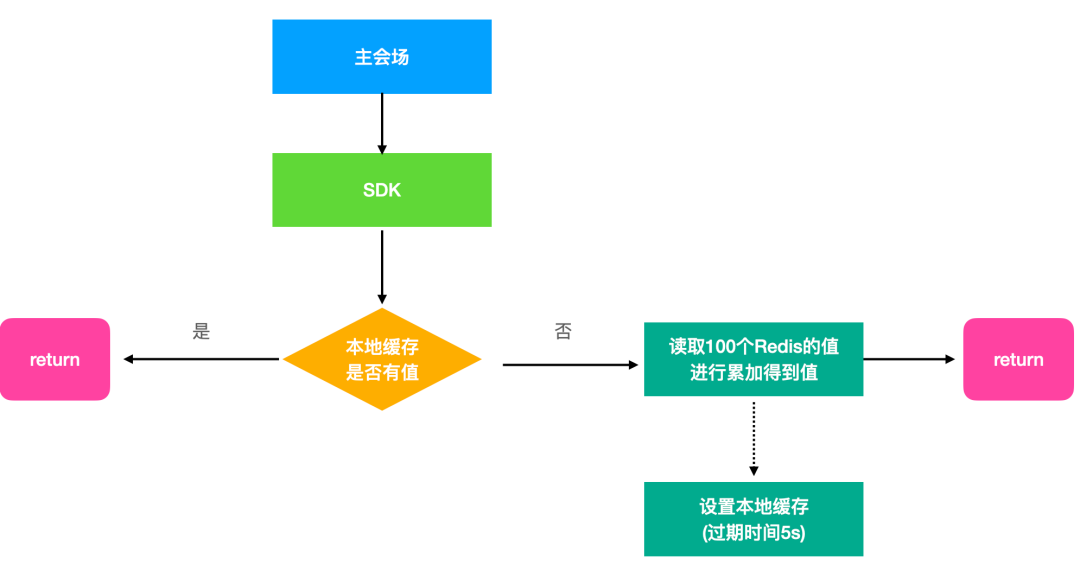 主会场
SDK
是
否
本地缓存
是否有值
return
读取100个Redis的值
进行累加得到值
return
设置本地缓存
(过期时间5s)